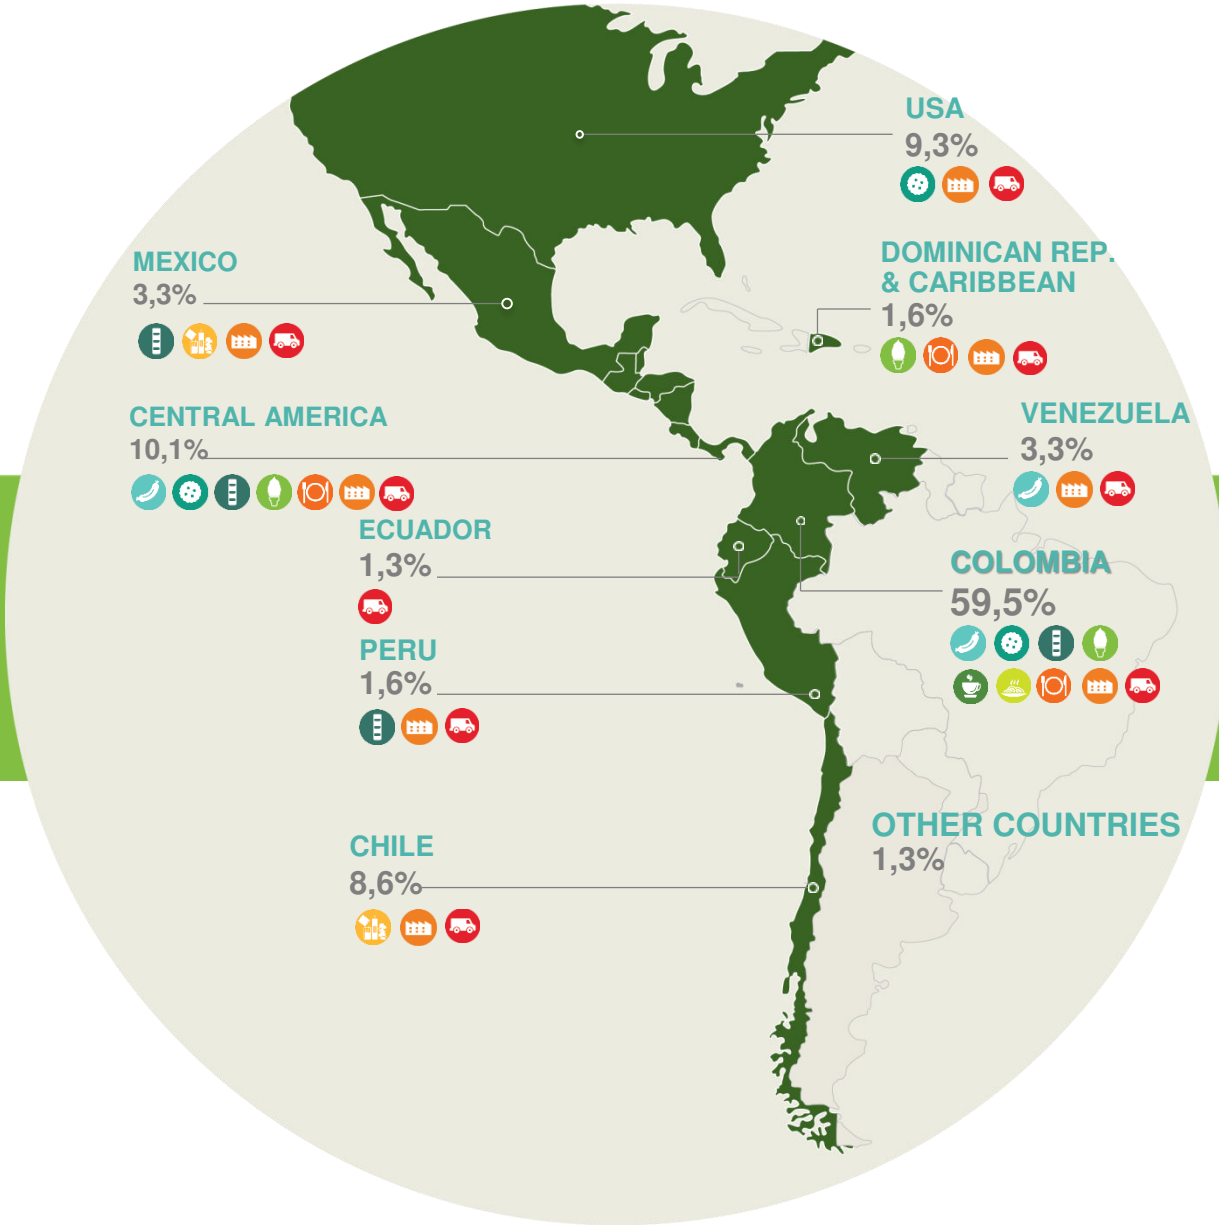 USA
9,3%
DOMINICAN REP.
& CARIBBEAN
1,6%
MEXICO
3,3%
CENTRAL AMERICA
10,1%
VENEZUELA
3,3%
ECUADOR
1,3%
COLOMBIA
59,5%
PERU
1,6%
OTHER COUNTRIES
1,3%
CHILE
8,6%